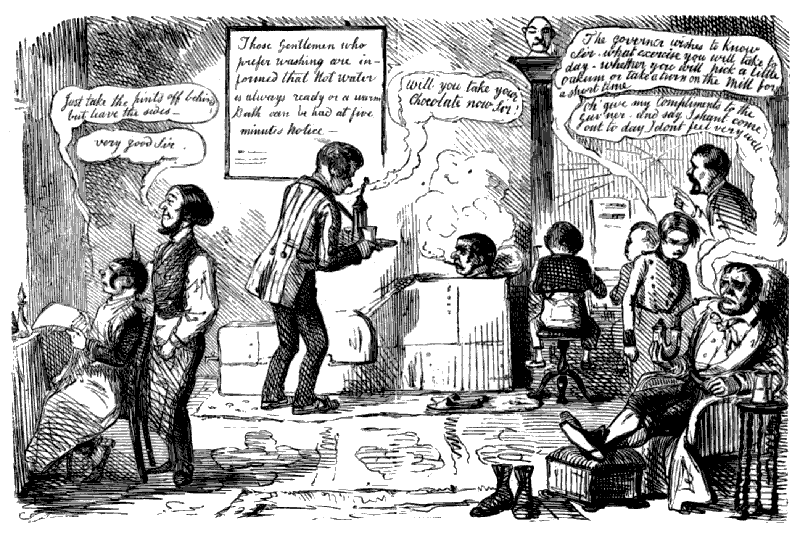 Just take the points off behind
but leave the sides —
very good Sir.
Those Gentlemen who
prefer washing are in-
formed that Hot Water
is always ready or a warm
Bath can be had at five
minutes Notice —
Will you take your
Chocolate now Sir!
The governor wishes to know
Sir - what exercise you will take to
day - whether you will pick a little
oakum or take a turn on the Mill for
a short time
Oh give my Compliments to the
Guv'ner - and say I shant come
out to day I dont feel very well